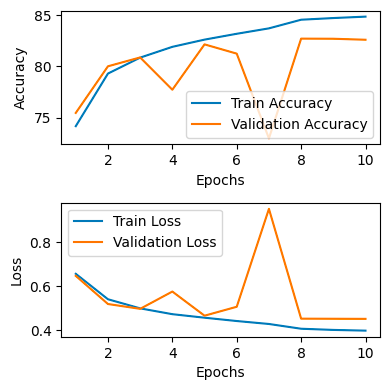 85
80
75
Accuracy
Train Accuracy
Validation Accuracy
2 4 6 8 10
Epochs
Train Loss
Validation Loss
0.8
0.6
0.4
Loss
2 4 6 8 10
Epochs